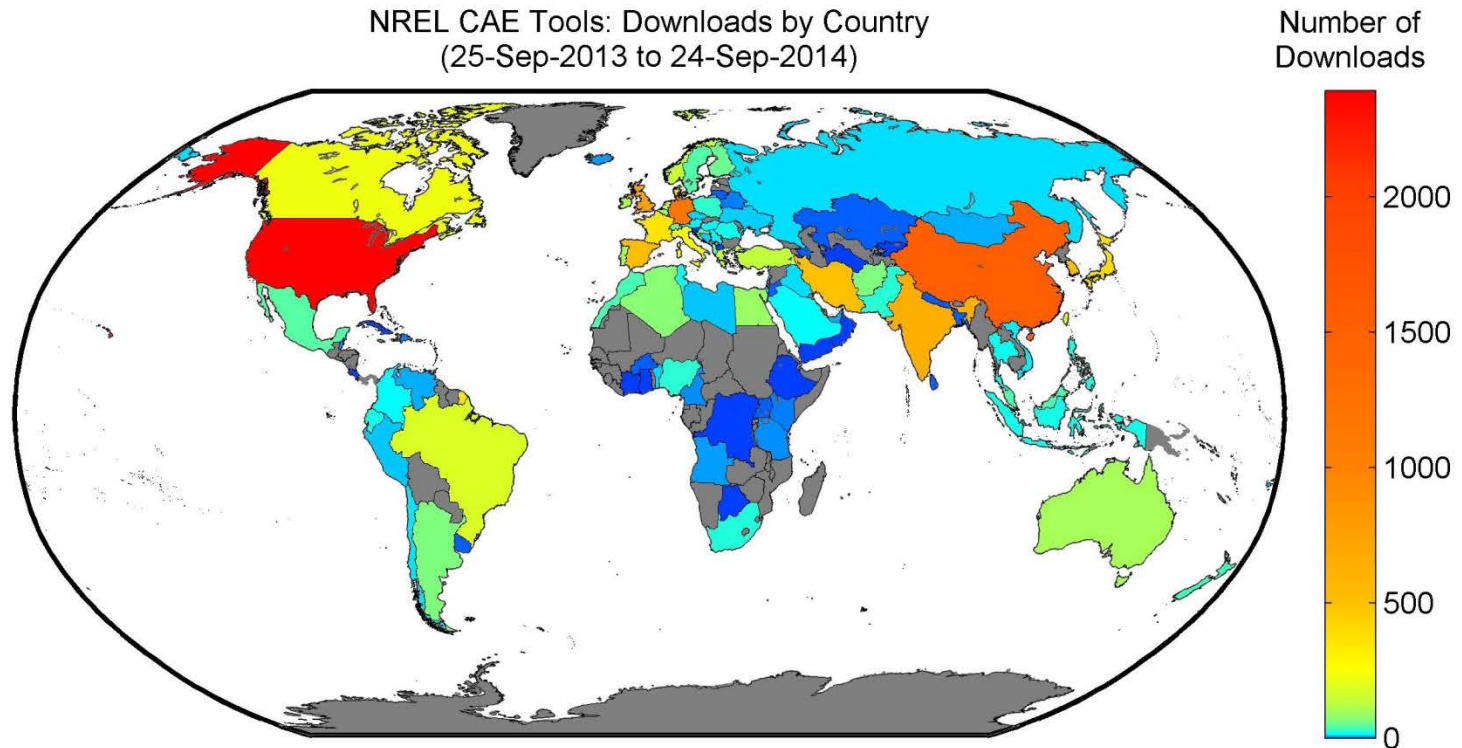 NREL CAE Tools: Downloads by Country
(25-Sep-2013 to 24-Sep-2014)
Number of
Downloads
2000
1500
1000
500
0